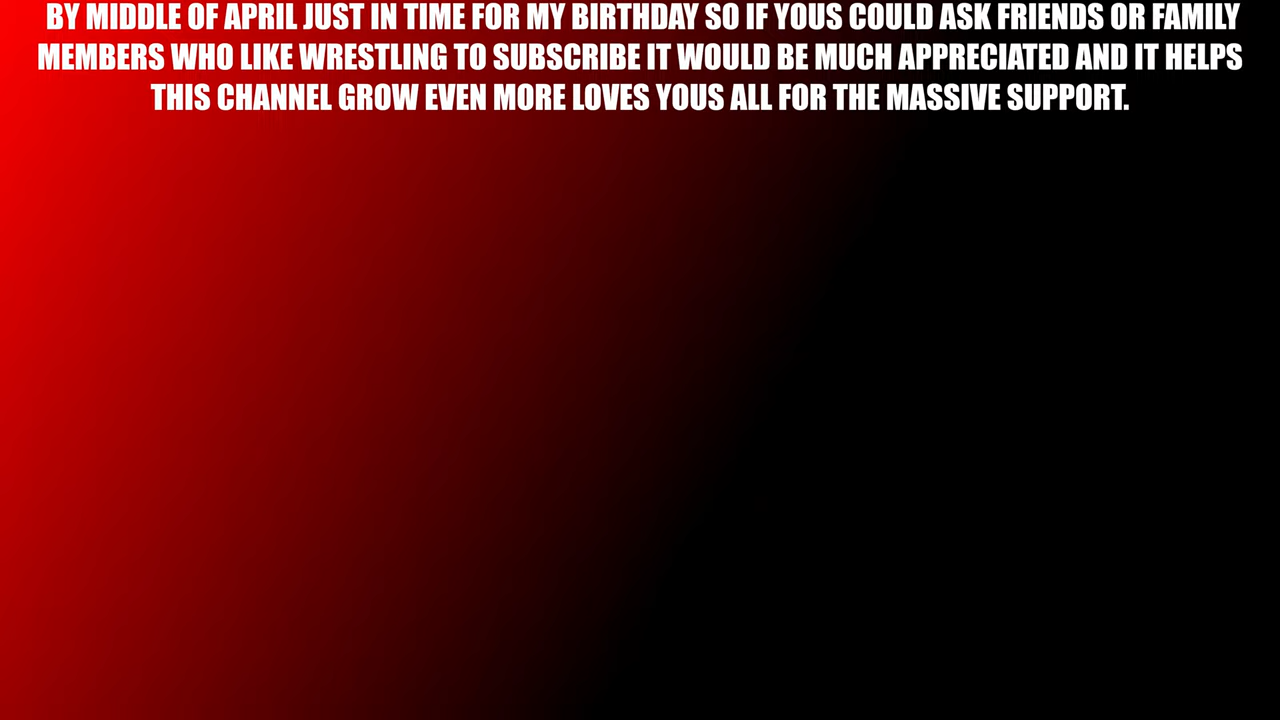 BY MIDDLE OF APRIL JUST IN TIME FOR MY BIRTHDAY SO IF YOUS COULD ASK FRIENDS OR FAMILY
MEMBERS WHO LIKE WRESTLING TO SUBSCRIBE IT WOULD BE MUCH APPRECIATED AND IT HELPS
THIS CHANNEL GROW EVEN MORE LOVES YOUS ALL FOR THE MASSIVE SUPPORT.